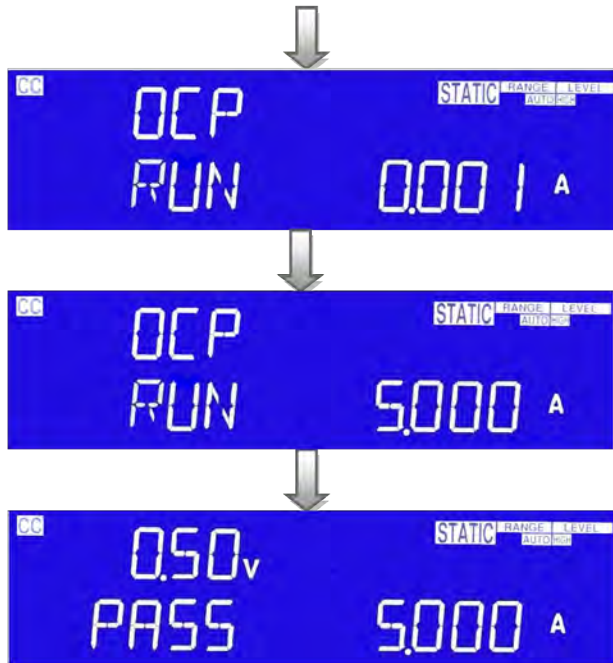 CC STATIC RANGE LEVEL
AUTO HIGH
OCP
RUN 0.001 A
CC STATIC RANGE LEVEL
AUTO HIGH
OCP
RUN 5.000 A
CC STATIC RANGE LEVEL
AUTO HIGH
0.50V
PASS 5.000 A